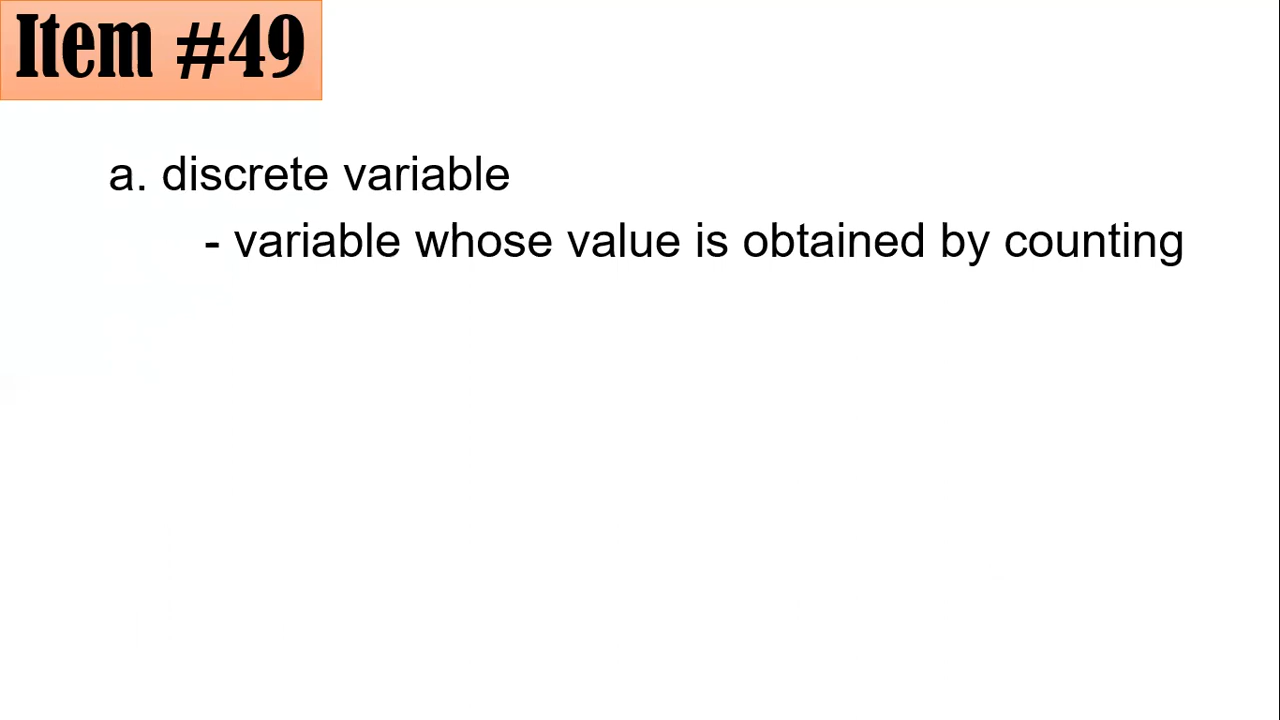 Item #49
a. discrete variable
- variable whose value is obtained by counting